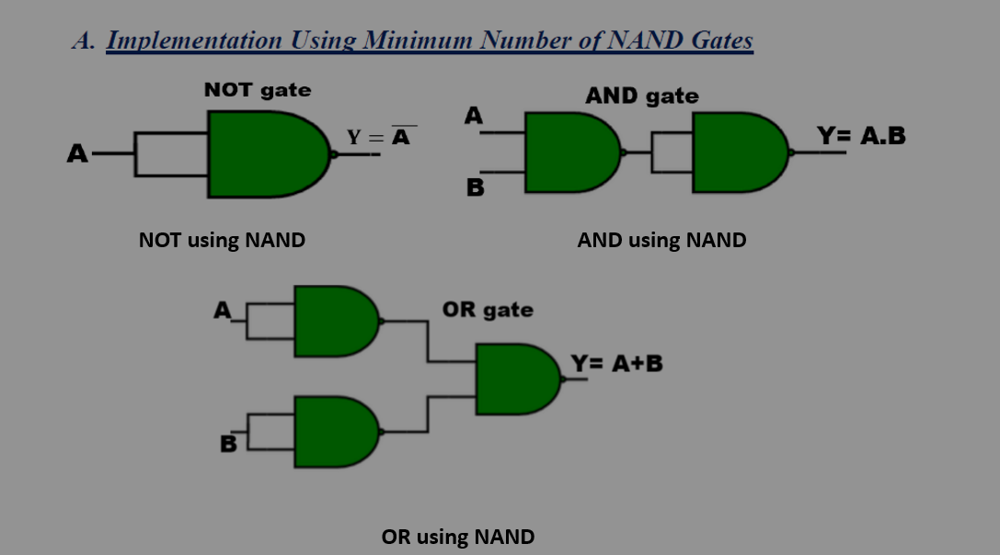 A. Implementation Using Minimum Number of NAND Gates
NOT gate
A
Y = A̅
NOT using NAND
AND gate
A
B
Y= A.B
AND using NAND
OR gate
A
B
Y= A+B
OR using NAND